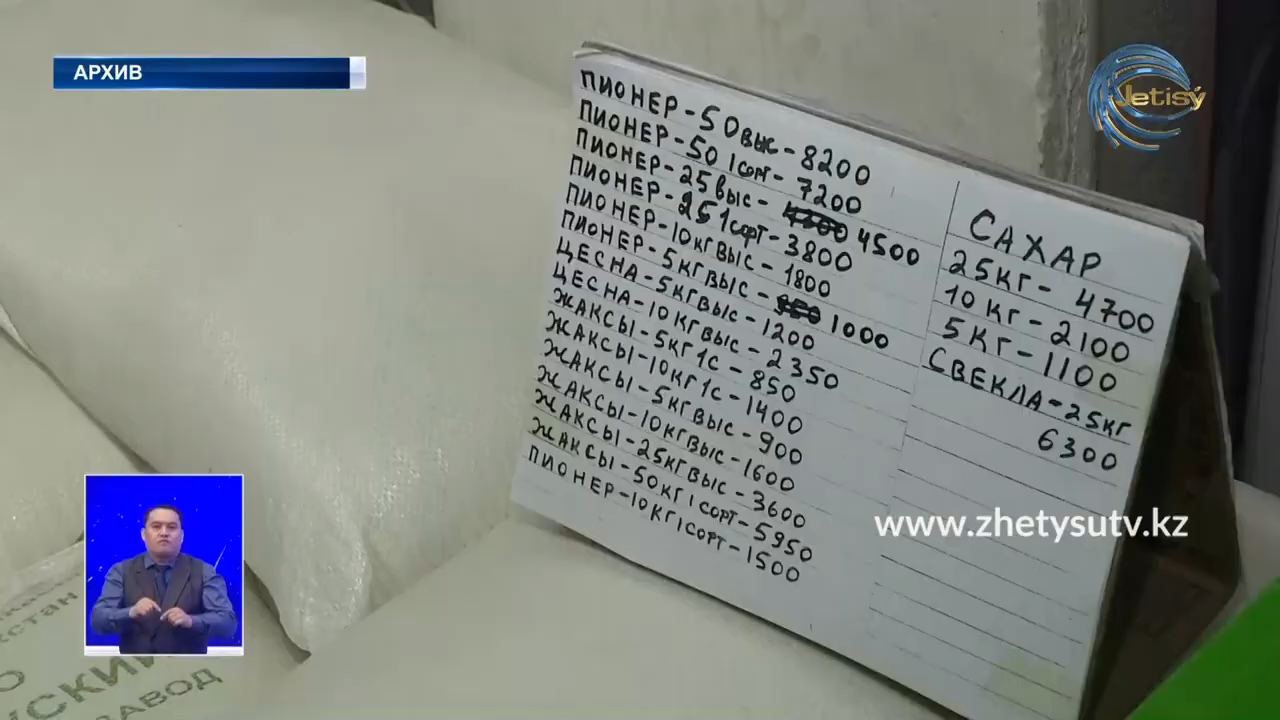 АРХИВ
Jetisý
ПИОНЕР-50ВЫС-8200
ПИОНЕР-50 1СОРТ-7200
ПИОНЕР-25ВЫС-4300 4500
ПИОНЕР-25 1СОРТ-3800
ПИОНЕР-10КГВЫС-1800
ПИОНЕР-5КГВЫС-950 1000
ЦЕСНА-5КГВЫС-1200
ЦЕСНА-10КГВЫС-2350
ЖАКСЫ-5КГ1С-850
ЖАКСЫ-10КГ1С-1400
ЖАКСЫ-5КГВЫС-900
ЖАКСЫ-10КГВЫС-1600
ЖАКСЫ-25КГВЫС-3600
ЖАКСЫ-50КГ1СОРТ-5950
ПИОНЕР-10КГ1СОРТ-1500
САХАР
25КГ-4700
10КГ-2100
5КГ-1100
СВЕКЛА-25КГ
6300
www.zhetysutv.kz
ЗАВОД